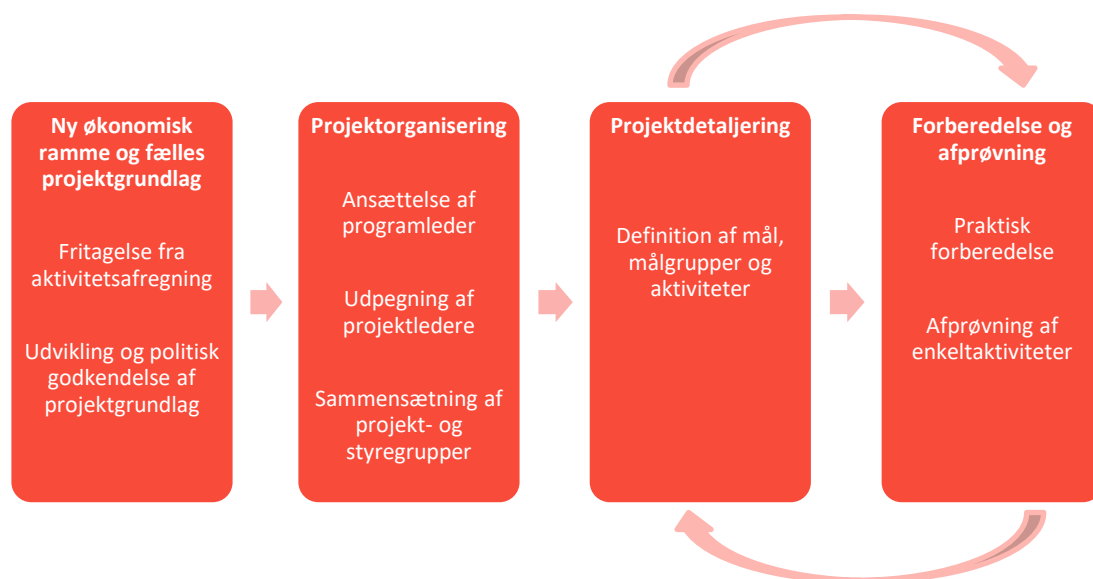 Ny økonomisk
ramme og fælles
projektgrundlag
Fritagelse fra
aktivitetsafregning
Udvikling og politisk
godkendelse af
projektgrundlag
Projektorganisering
Ansættelse af
programleder
Udpegning af
projektledere
Sammensætning af
projekt- og
styregrupper
Projektdetaljering
Definition af mål,
målgrupper og
aktiviteter
Forberedelse og
afprøvning
Praktisk
forberedelse
Afprøvning af
enkeltaktiviteter